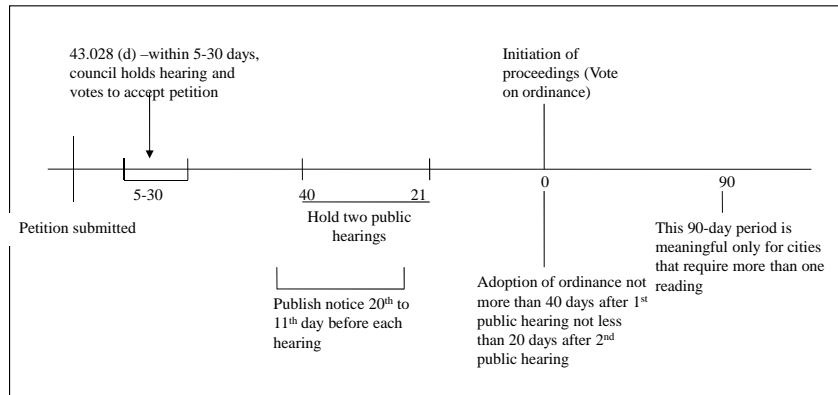 43.028 (d) –within 5-30 days,
council holds hearing and
votes to accept petition
Initiation of
proceedings (Vote
on ordinance)
5-30
40
21
0
90
Petition submitted
Hold two public
hearings
This 90-day period is
meaningful only for cities
that require more than one
reading
Publish notice 20th to
11th day before each
hearing
Adoption of ordinance not
more than 40 days after 1st
public hearing not less
than 20 days after 2nd
public hearing